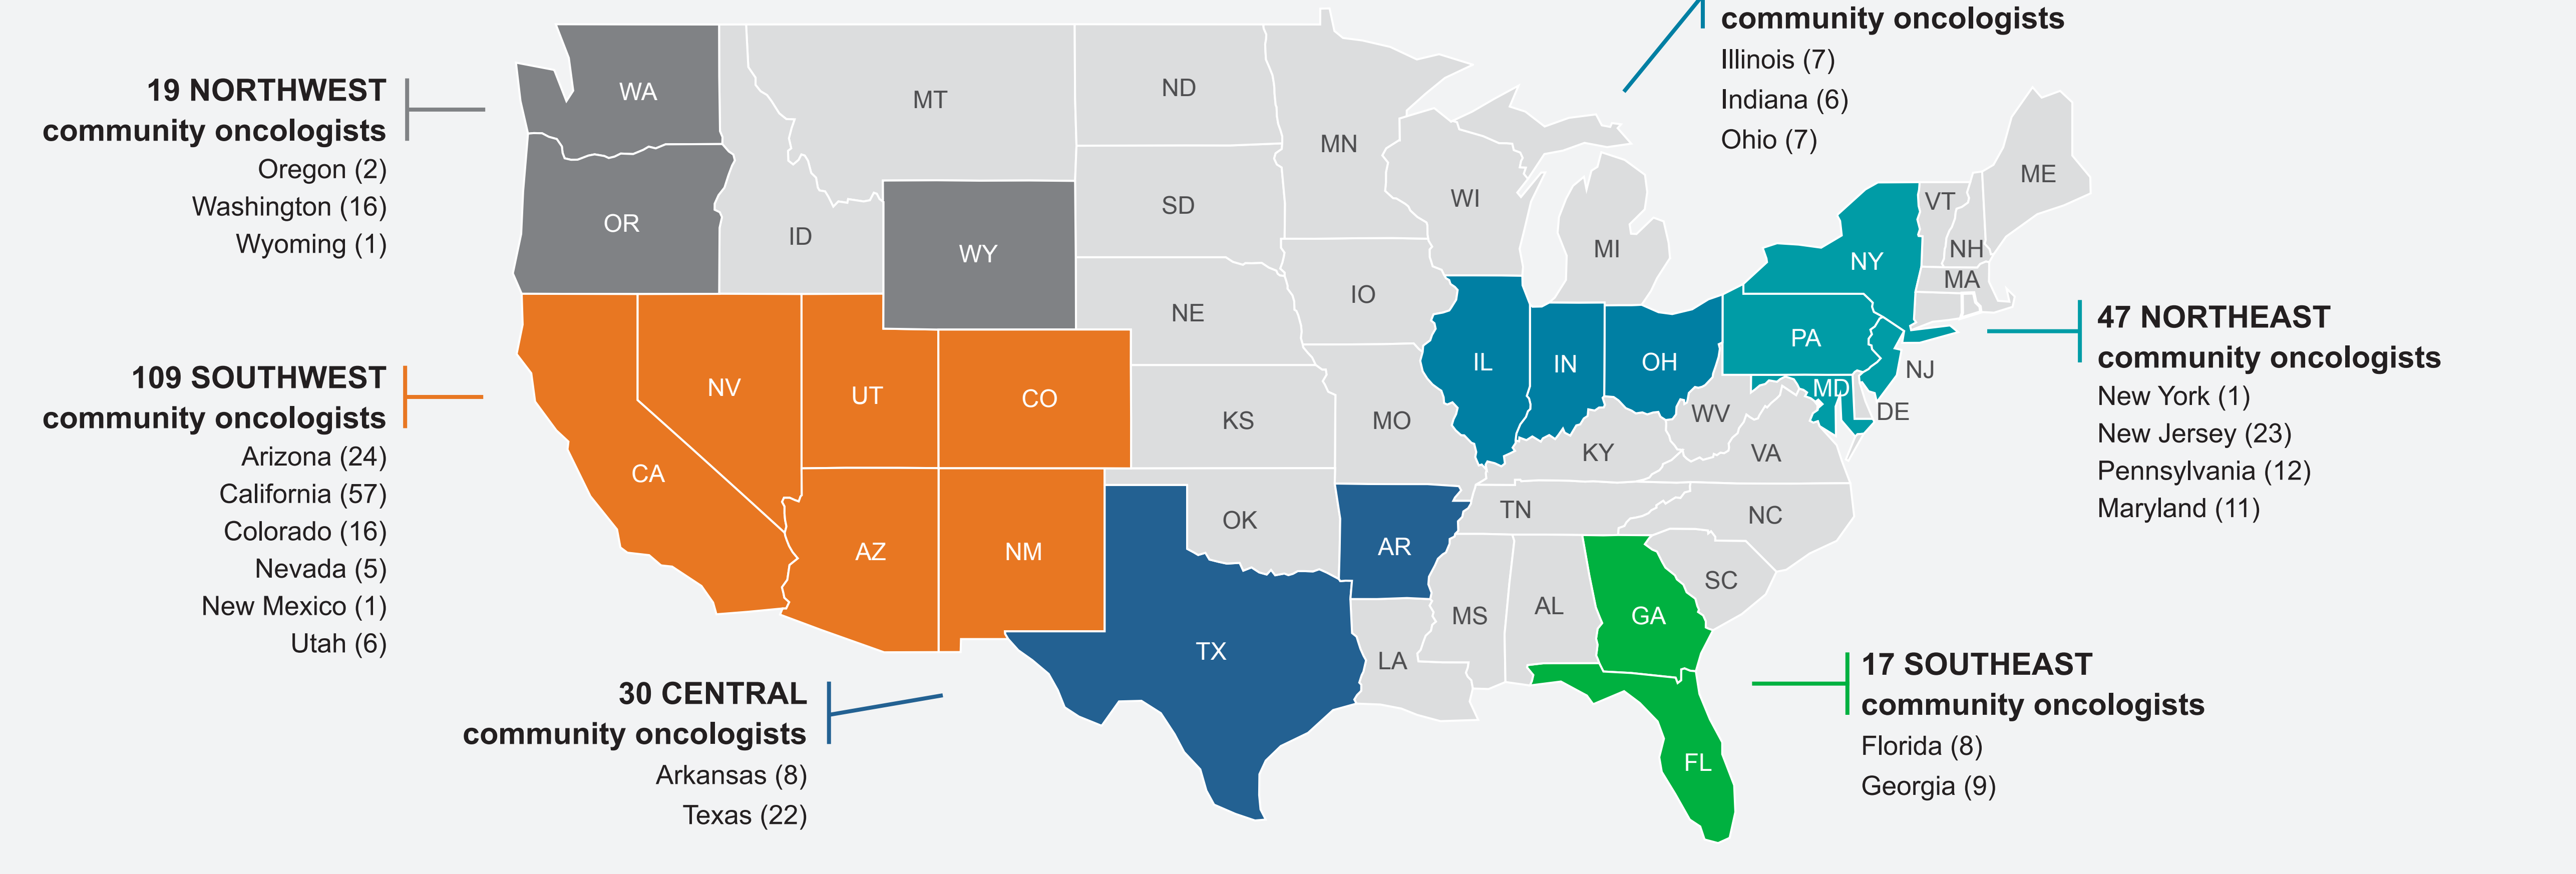 19 NORTHWEST
community oncologists
Oregon (2)
Washington (16)
Wyoming (1)
109 SOUTHWEST
community oncologists
Arizona (24)
California (57)
Colorado (16)
Nevada (5)
New Mexico (1)
Utah (6)
30 CENTRAL
community oncologists
Arkansas (8)
Texas (22)
community oncologists
Illinois (7)
Indiana (6)
Ohio (7)
47 NORTHEAST
community oncologists
New York (1)
New Jersey (23)
Pennsylvania (12)
Maryland (11)
17 SOUTHEAST
community oncologists
Florida (8)
Georgia (9)
WA
MT
ND
MN
OR
ID
WY
SD
WI
MI
NY
VT
NH
ME
MA
NE
IO
IL
IN
OH
PA
NJ
MD
DE
NV
UT
CO
KS
MO
KY
WV
VA
CA
AZ
NM
OK
AR
TN
NC
SC
TX
LA
MS
AL
GA
FL